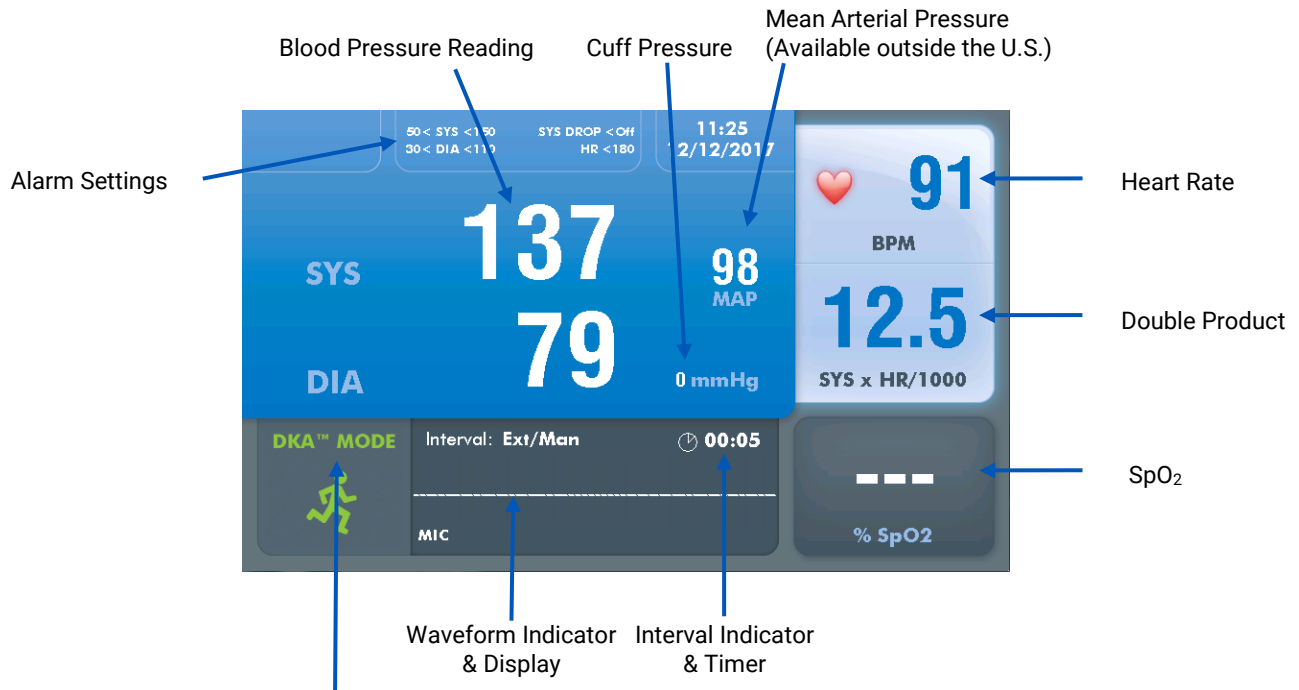 Mean Arterial Pressure
(Available outside the U.S.)
Blood Pressure Reading
Cuff Pressure
50< SYS <150
30< DIA <110
SYS DROP <Off
HR <180
11:25
12/12/2017
Alarm Settings
91
BPM
Heart Rate
SYS
137
98
MAP
12.5
SYS x HR/1000
Double Product
DIA
79
0 mmHg
DKA™ MODE
Interval: Ext/Man
00:05
MIC
---
% SpO2
SpO₂
Waveform Indicator
& Display
Interval Indicator
& Timer